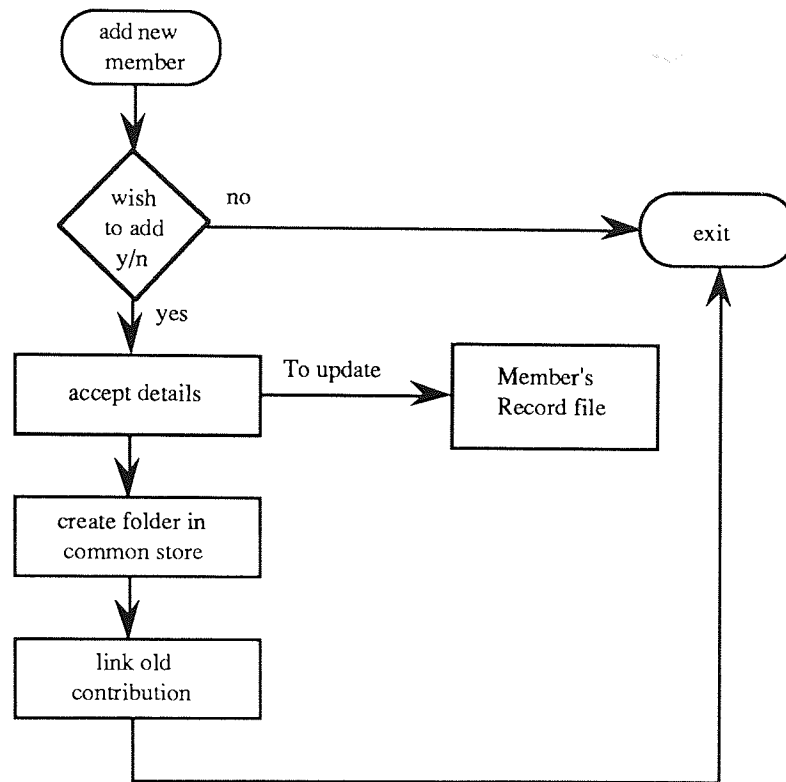 add new
member
wish
to add
y/n
no
exit
yes
accept details
To update
Member's
Record file
create folder in
common store
link old
contribution